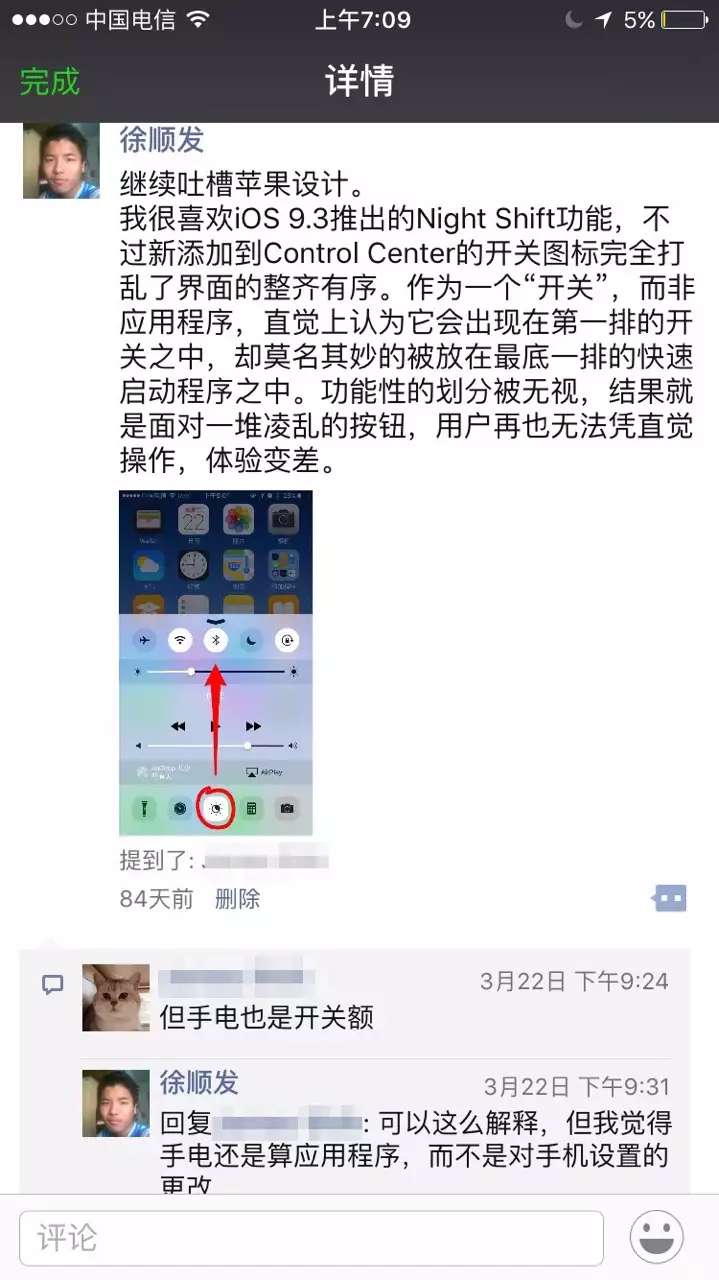 中国电信 上午7:09 5%
完成 详情
徐顺发
继续吐槽苹果设计。
我很喜欢iOS 9.3推出的Night Shift功能，不
过新添加到Control Center的开关图标完全打
乱了界面的整齐有序。作为一个“开关”，而非
应用程序，直觉上认为它会出现在第一排的开
关之中，却莫名其妙的被放在最底一排的快速
启动程序之中。功能性的划分被无视，结果就
是面对一堆凌乱的按钮，用户再也无法凭直觉
操作，体验变差。
22
AirPlay
提到了:
84天前 删除
3月22日 下午9:24
但手电也是开关额
徐顺发 3月22日 下午9:31
回复 : 可以这么解释，但我觉得
手电还是算应用程序，而不是对手机设置的
更改
评论